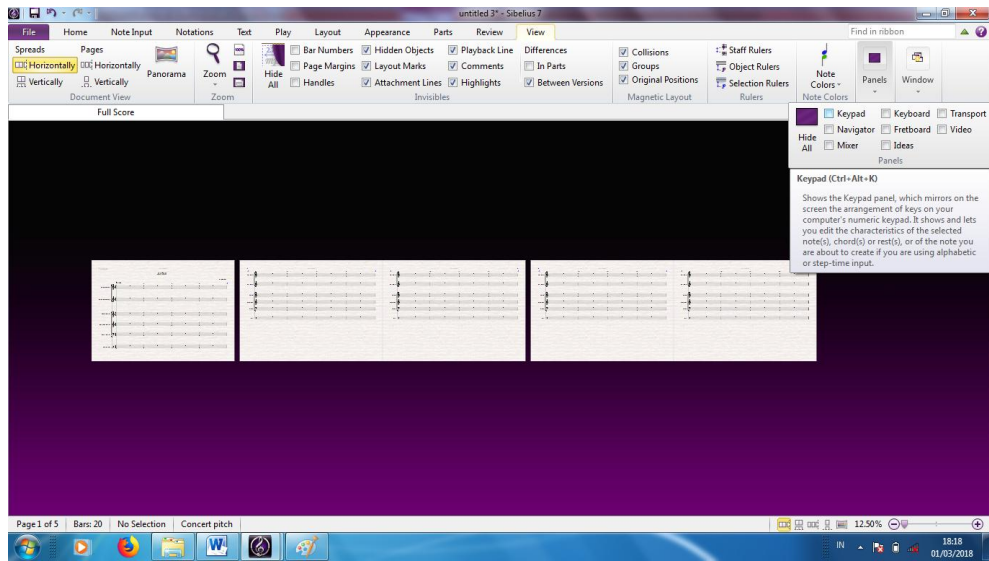 untitled 3* - Sibelius 7
File Home Note Input Notations Text Play Layout Appearance Parts Review View Find in ribbon
Spreads Pages
Horizontally Horizontally
Vertically Vertically
Panorama
Document View
Zoom
Zoom
Hide All
Bar Numbers Hidden Objects Playback Line
Page Margins Layout Marks Comments
Handles Attachment Lines Highlights
Invisibles
Differences
In Parts
Between Versions
Collisions
Groups
Original Positions
Magnetic Layout
Staff Rulers
Object Rulers
Selection Rulers
Rulers
Note Colors
Note Colors
Panels
Window
Full Score
Hide All
Keypad Keyboard Transport
Navigator Fretboard Video
Mixer Ideas
Panels
Keypad (Ctrl+Alt+K)
Shows the Keypad panel, which mirrors on the
screen the arrangement of keys on your
computer's numeric keypad. It shows and lets
you edit the characteristics of the selected
note(s), chord(s) or rest(s), or of the note you
are about to create if you are using alphabetic
or step-time input.
Page 1 of 5 Bars: 20 No Selection Concert pitch 12.50%
IN 18:18
01/03/2018